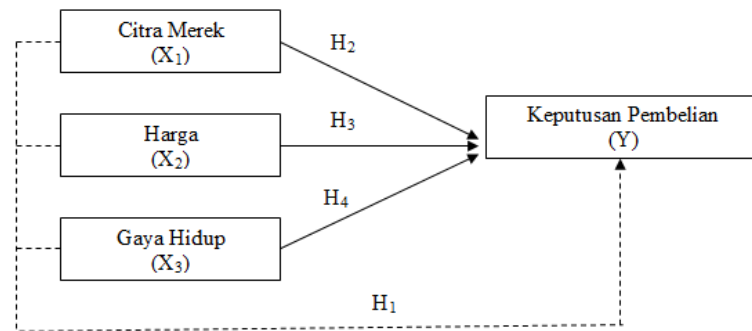 Citra Merek
(X₁)
H₂
Harga
(X₂)
H₃
Keputusan Pembelian
(Y)
Gaya Hidup
(X₃)
H₄
H₁